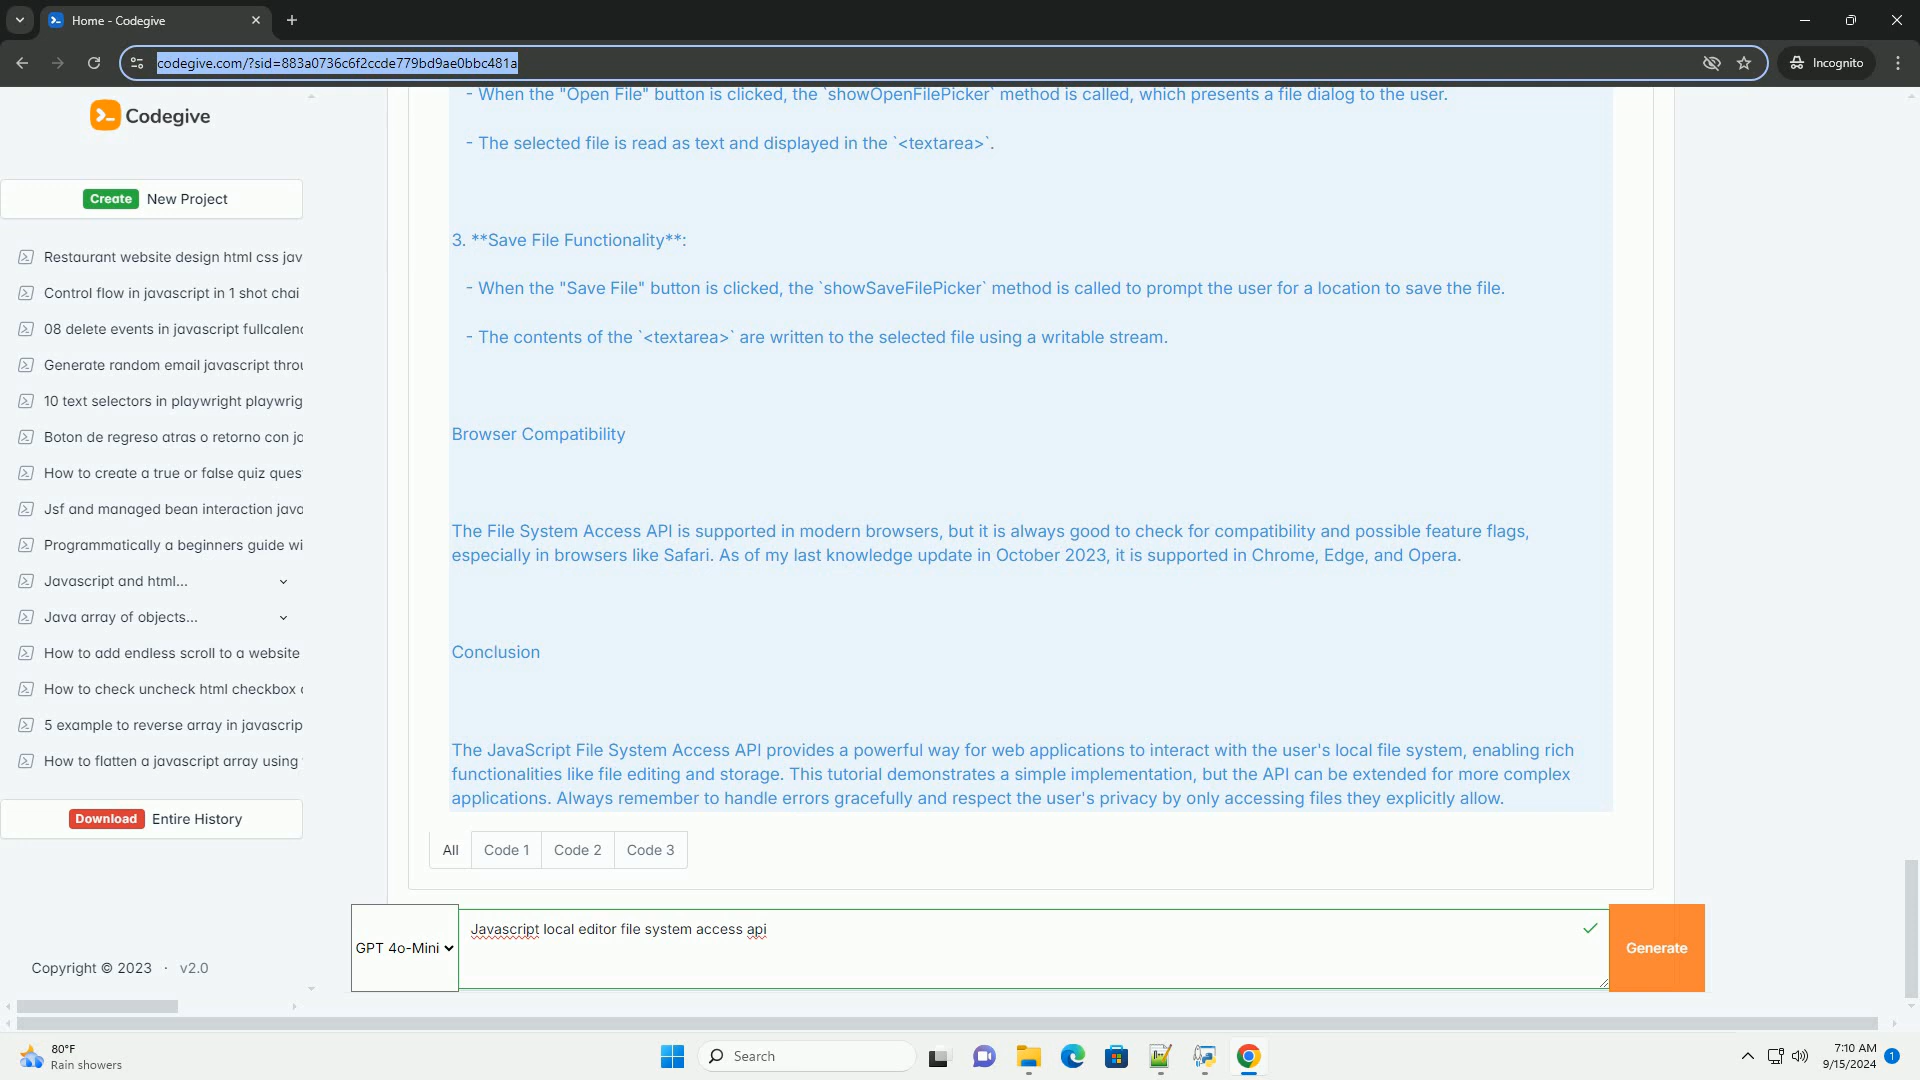 Home - Codegive
codegive.com/?sid=883a0736c6f2ccde779bd9ae0bbc481a
Incognito
Codegive
Create New Project
Restaurant website design html css jav
Control flow in javascript in 1 shot chai
08 delete events in javascript fullcalen
Generate random email javascript throu
10 text selectors in playwright playwrig
Boton de regreso atras o retorno con ja
How to create a true or false quiz ques
Jsf and managed bean interaction java
Programmatically a beginners guide wi
Javascript and html...
Java array of objects...
How to add endless scroll to a website
How to check uncheck html checkbox
5 example to reverse array in javascrip
How to flatten a javascript array using
Download Entire History
Copyright © 2023 · v2.0
- When the "Open File" button is clicked, the `showOpenFilePicker` method is called, which presents a file dialog to the user.
- The selected file is read as text and displayed in the `<textarea>`.
3. **Save File Functionality**:
- When the "Save File" button is clicked, the `showSaveFilePicker` method is called to prompt the user for a location to save the file.
- The contents of the `<textarea>` are written to the selected file using a writable stream.
Browser Compatibility
The File System Access API is supported in modern browsers, but it is always good to check for compatibility and possible feature flags,
especially in browsers like Safari. As of my last knowledge update in October 2023, it is supported in Chrome, Edge, and Opera.
Conclusion
The JavaScript File System Access API provides a powerful way for web applications to interact with the user's local file system, enabling rich
functionalities like file editing and storage. This tutorial demonstrates a simple implementation, but the API can be extended for more complex
applications. Always remember to handle errors gracefully and respect the user's privacy by only accessing files they explicitly allow.
All Code 1 Code 2 Code 3
GPT 4o-Mini
Javascript local editor file system access api
Generate
80°F
Rain showers
Search
7:10 AM
9/15/2024
1